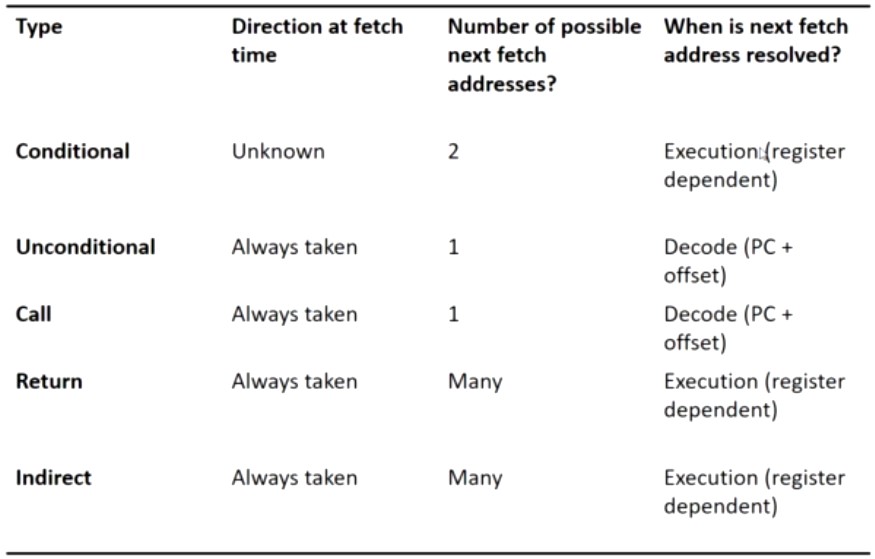 Type Direction at fetch time Number of possible next fetch addresses? When is next fetch address resolved?
Conditional Unknown 2 Execution (register dependent)
Unconditional Always taken 1 Decode (PC + offset)
Call Always taken 1 Decode (PC + offset)
Return Always taken Many Execution (register dependent)
Indirect Always taken Many Execution (register dependent)